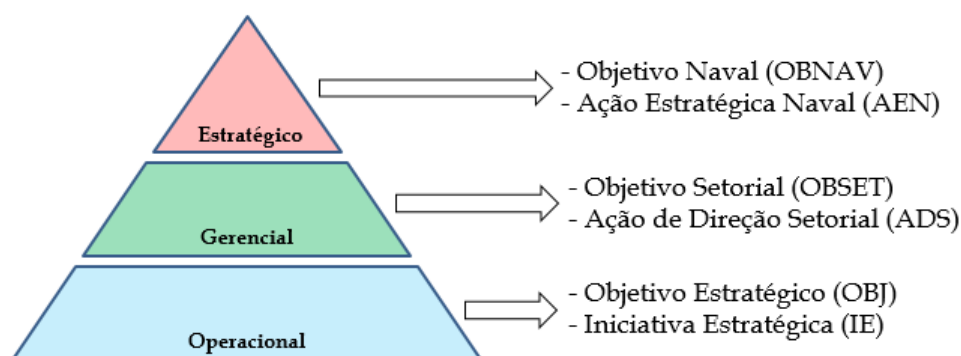 Estratégico
- Objetivo Naval (OBNAV)
- Ação Estratégica Naval (AEN)
Gerencial
- Objetivo Setorial (OBSET)
- Ação de Direção Setorial (ADS)
Operacional
- Objetivo Estratégico (OBJ)
- Iniciativa Estratégica (IE)